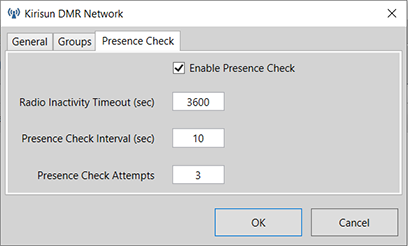 Kirisun DMR Network
General Groups Presence Check
Enable Presence Check
Radio Inactivity Timeout (sec) 3600
Presence Check Interval (sec) 10
Presence Check Attempts 3
OK Cancel